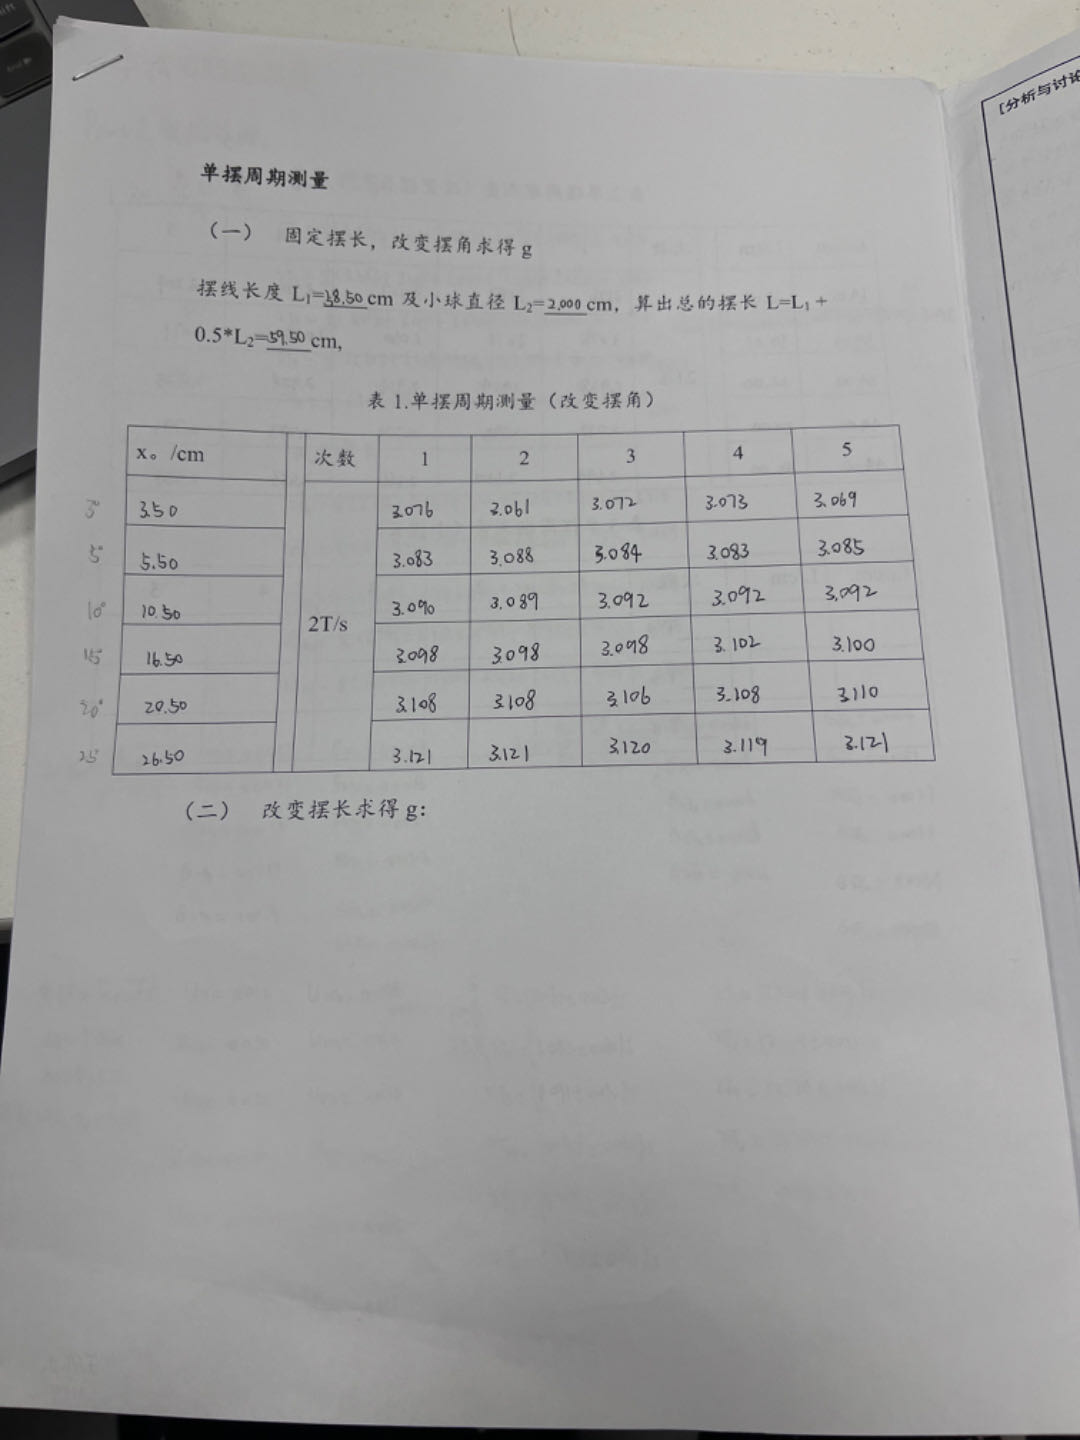 [分析与讨论
单摆周期测量
（一） 固定摆长，改变摆角求得 g
摆线长度 L₁=58.50 cm 及小球直径 L₂=2.000 cm，算出总的摆长 L=L₁ +
0.5*L₂=59.50 cm,
表 1.单摆周期测量（改变摆角）
x。/cm 次数 1 2 3 4 5
3° 3.50 3.076 3.061 3.072 3.073 3.069
5° 5.50 3.083 3.088 3.084 3.083 3.085
10° 10.50 3.090 3.089 3.092 3.092 3.092
2T/s
15° 16.50 3.098 3.098 3.098 3.102 3.100
20° 20.50 3.108 3.108 3.106 3.108 3.110
25° 26.50 3.121 3.121 3.120 3.119 3.121
（二） 改变摆长求得 g：